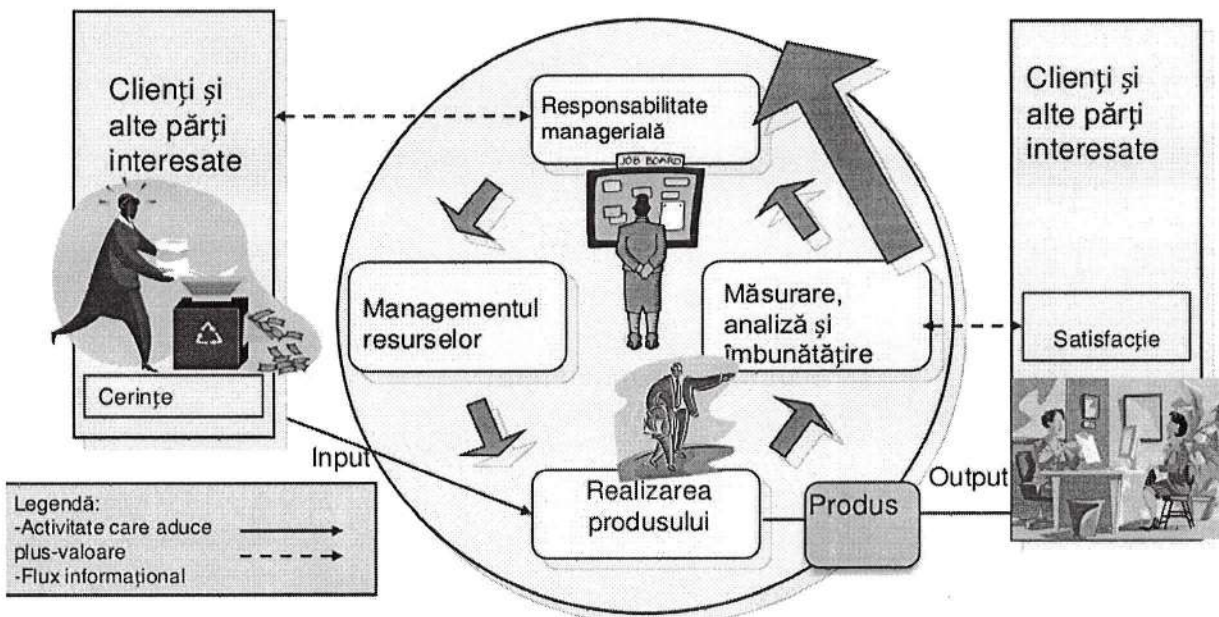 Clienți și
alte părți
interesate
Cerințe
Responsabilitate
managerială
JOB BOARD
Managementul
resurselor
Măsurare,
analiză și
îmbunătățire
Clienți și
alte părți
interesate
Satisfacție
Input
Realizarea
produsului
Produs
Output
Legendă:
-Activitate care aduce
plus-valoare
-Flux informațional